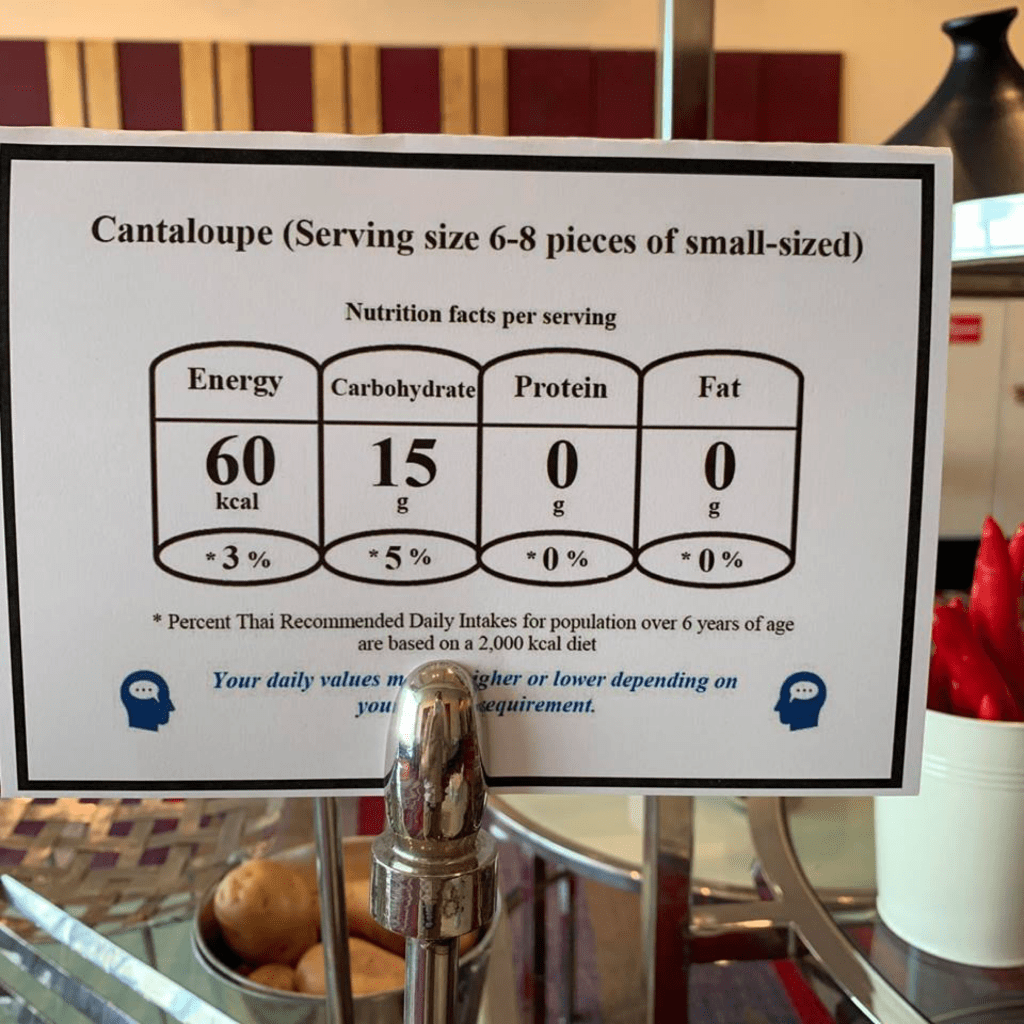 Cantaloupe (Serving size 6-8 pieces of small-sized)
Nutrition facts per serving
Energy Carbohydrate Protein Fat
60 15 0 0
kcal g g g
*3% *5% *0% *0%
* Percent Thai Recommended Daily Intakes for population over 6 years of age
are based on a 2,000 kcal diet
Your daily values or lower depending on